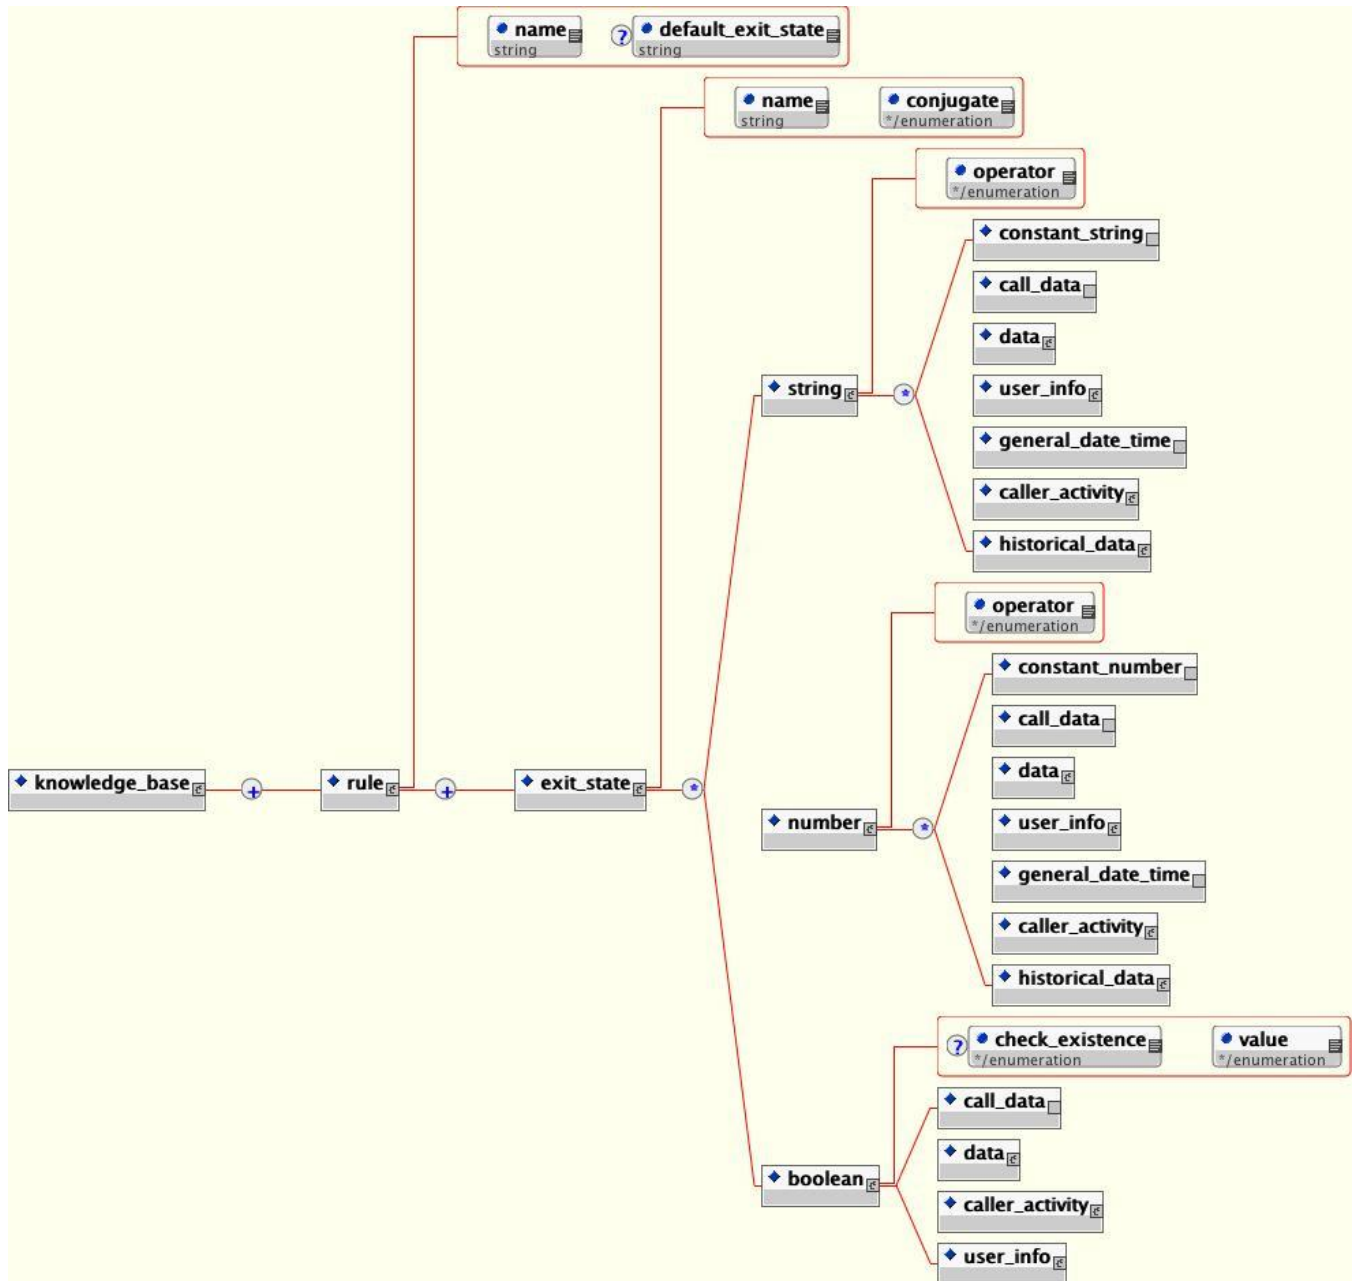 name
string
? default_exit_state
string
name
string
conjugate
*/enumeration
operator
*/enumeration
constant_string
call_data
data
user_info
general_date_time
caller_activity
historical_data
string
*
operator
*/enumeration
constant_number
call_data
data
user_info
general_date_time
caller_activity
historical_data
knowledge_base
+
rule
+
exit_state
*
number
*
? check_existence
*/enumeration
value
*/enumeration
call_data
data
caller_activity
user_info
boolean